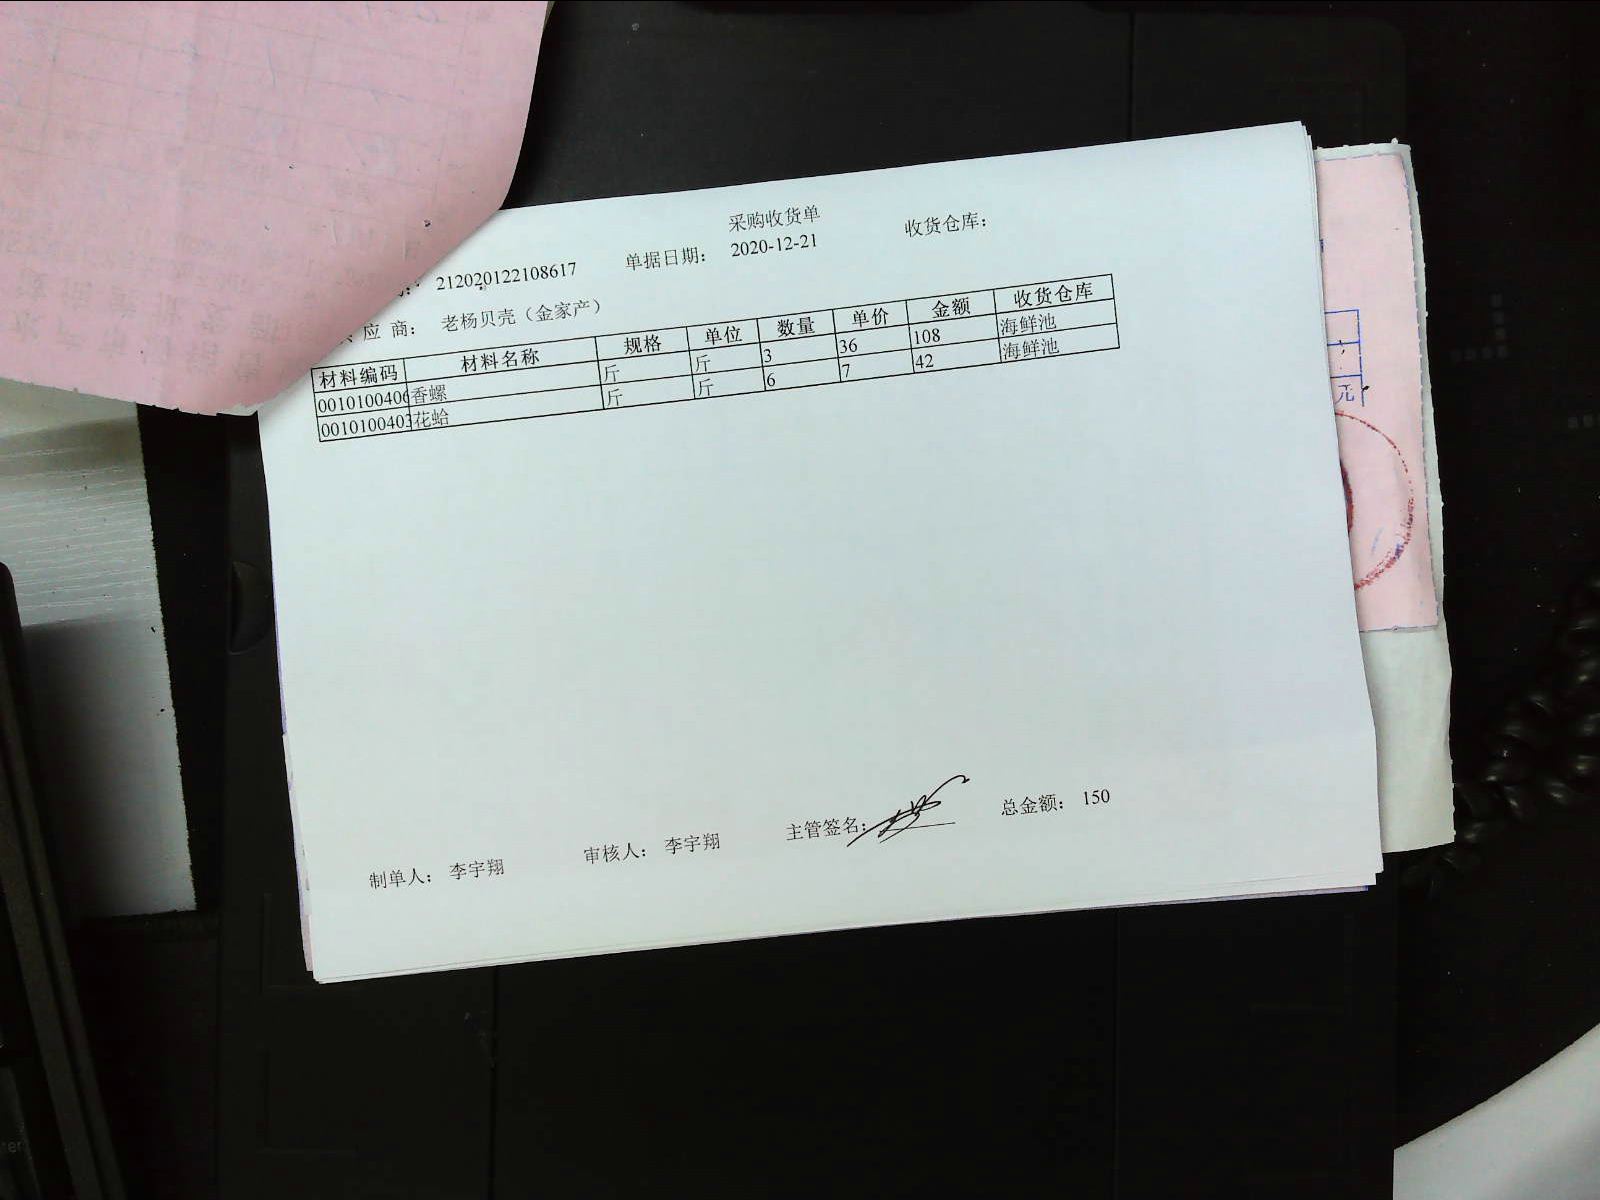 采购收货单
212020122108617 单据日期： 2020-12-21 收货仓库：
应 商： 老杨贝壳（金家产）
材料编码 材料名称 规格 单位 数量 单价 金额 收货仓库
0010100406 香螺 斤 斤 3 36 108 海鲜池
0010100403 花蛤 斤 斤 6 7 42 海鲜池
制单人： 李宇翔 审核人： 李宇翔 主管签名： 总金额： 150
元